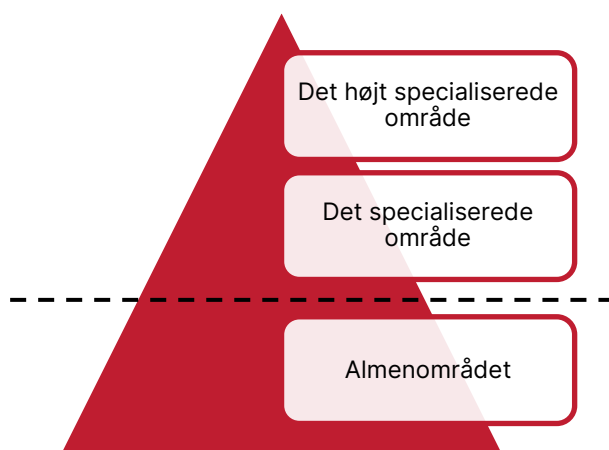 Det højt specialiserede
område
Det specialiserede
område
Almenområdet